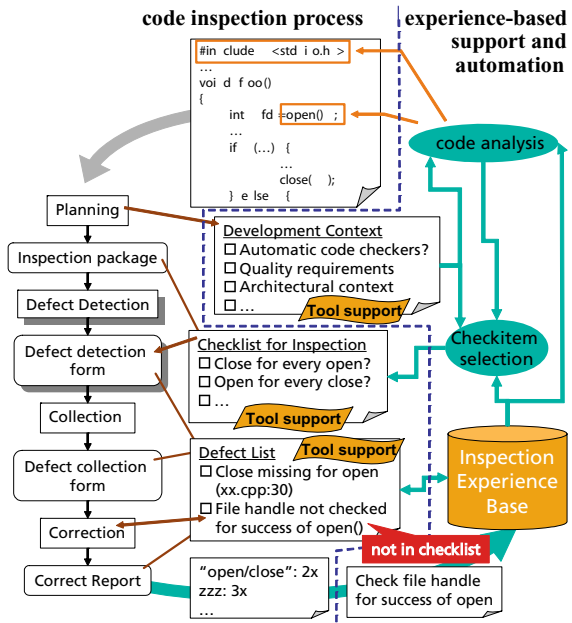 code inspection process
experience-based
support and
automation
#in clude <std i o.h >
...
voi d f oo()
{
int fd =open() ;
...
if (...) {
...
close( );
} e lse {
code analysis
Planning
Inspection package
Defect Detection
Defect detection
form
Collection
Defect collection
form
Correction
Correct Report
Development Context
Automatic code checkers?
Quality requirements
Architectural context
...
Tool support
Checklist for Inspection
Close for every open?
Open for every close?
...
Tool support
Checkitem
selection
Tool support
Defect List
Close missing for open
(xx.cpp:30)
File handle not checked
for success of open()
Inspection
Experience
Base
not in checklist
"open/close": 2x
zzz: 3x
...
Check file handle
for success of open